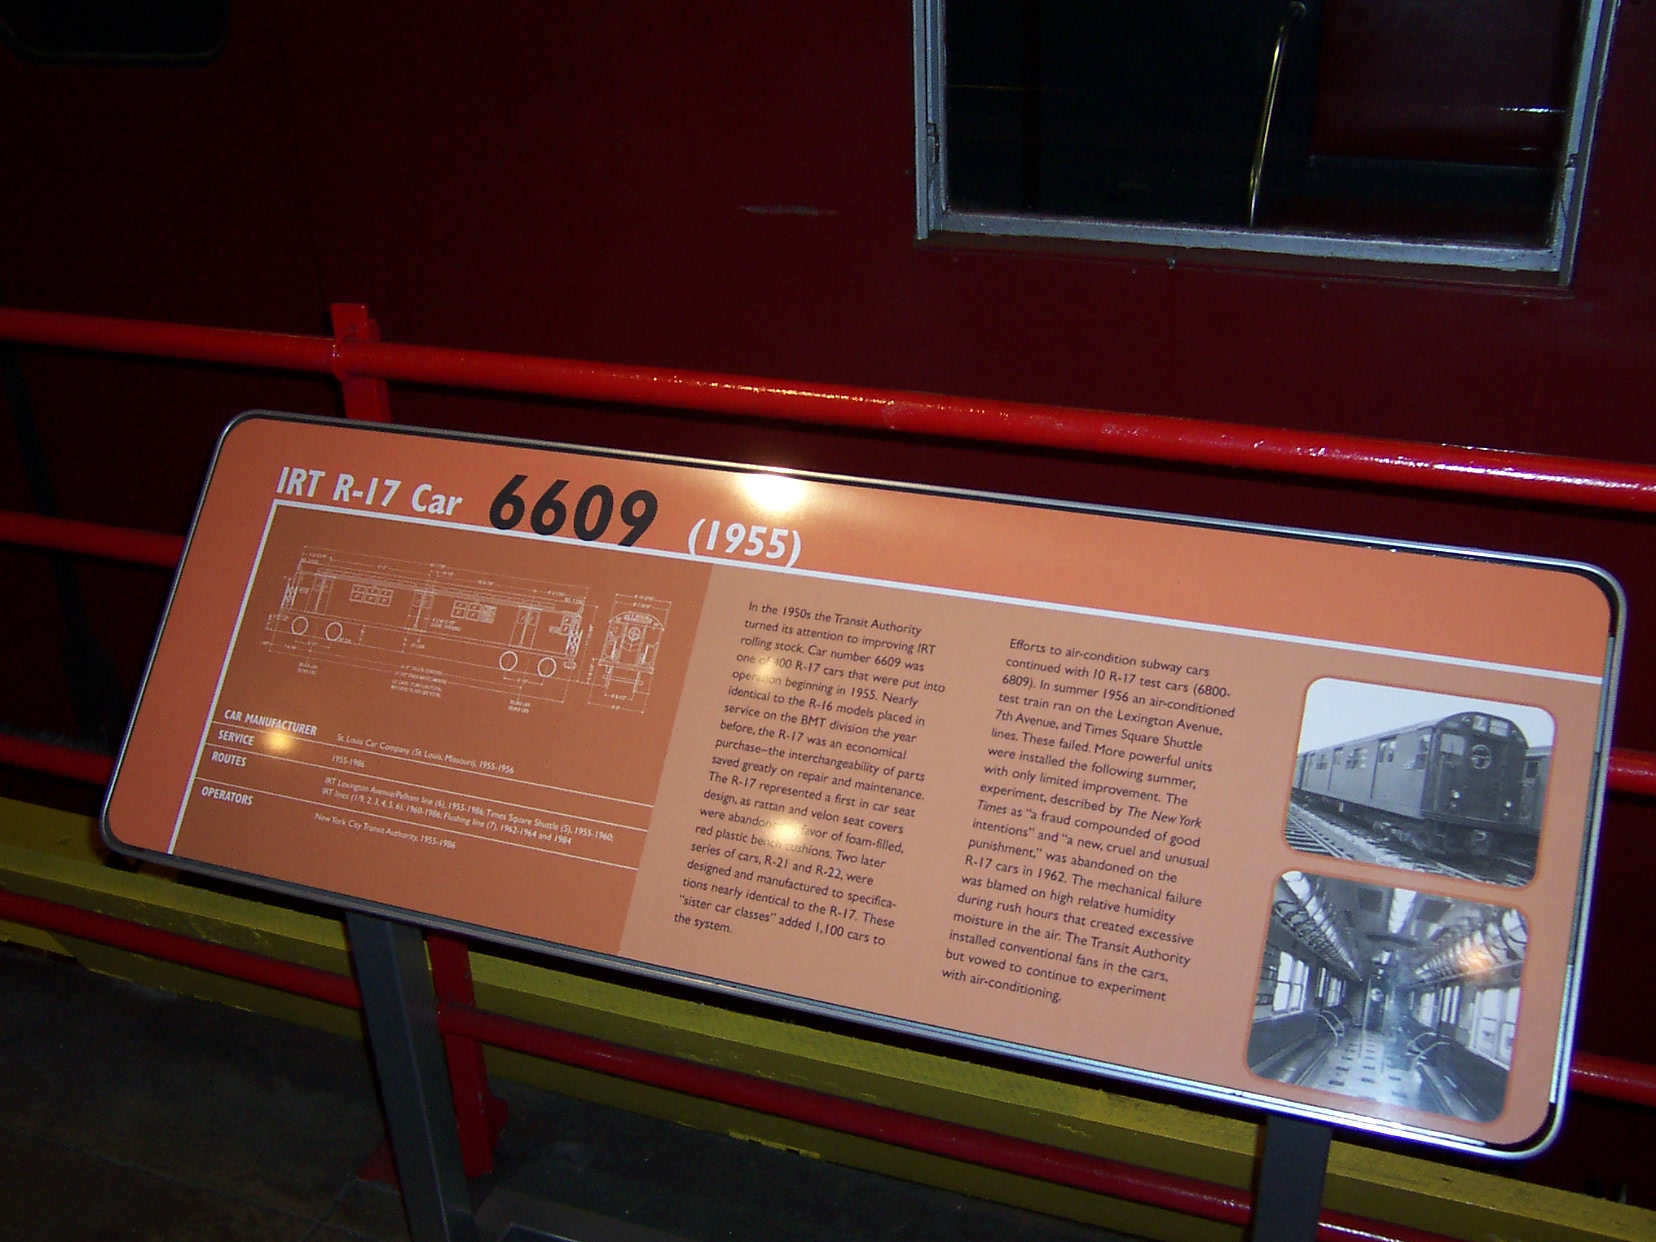 IRT R-17 Car 6609 (1955)
CAR MANUFACTURER St. Louis Car Company (St. Louis, Missouri), 1955-1956
SERVICE 1955-1986
ROUTES IRT Lexington Avenue/Pelham line (6), 1955-1986; Times Square Shuttle (S), 1955-1960;
IRT lines (1/9, 2, 3, 4, 5, 6), 1960-1986; Flushing line (7), 1962-1964 and 1984
OPERATORS New York City Transit Authority, 1955-1986
In the 1950s the Transit Authority
turned its attention to improving IRT
rolling stock. Car number 6609 was
one of 400 R-17 cars that were put into
operation beginning in 1955. Nearly
identical to the R-16 models placed in
service on the BMT division the year
before, the R-17 was an economical
purchase–the interchangeability of parts
saved greatly on repair and maintenance.
The R-17 represented a first in car seat
design, as rattan and velon seat covers
were abandoned favor of foam-filled,
red plastic bench cushions. Two later
series of cars, R-21 and R-22, were
designed and manufactured to specifica-
tions nearly identical to the R-17. These
"sister car classes" added 1,100 cars to
the system.
Efforts to air-condition subway cars
continued with 10 R-17 test cars (6800-
6809). In summer 1956 an air-conditioned
test train ran on the Lexington Avenue,
7th Avenue, and Times Square Shuttle
lines. These failed. More powerful units
were installed the following summer,
with only limited improvement. The
experiment, described by The New York
Times as "a fraud compounded of good
intentions" and "a new, cruel and unusual
punishment," was abandoned on the
R-17 cars in 1962. The mechanical failure
was blamed on high relative humidity
during rush hours that created excessive
moisture in the air. The Transit Authority
installed conventional fans in the cars,
but vowed to continue to experiment
with air-conditioning.